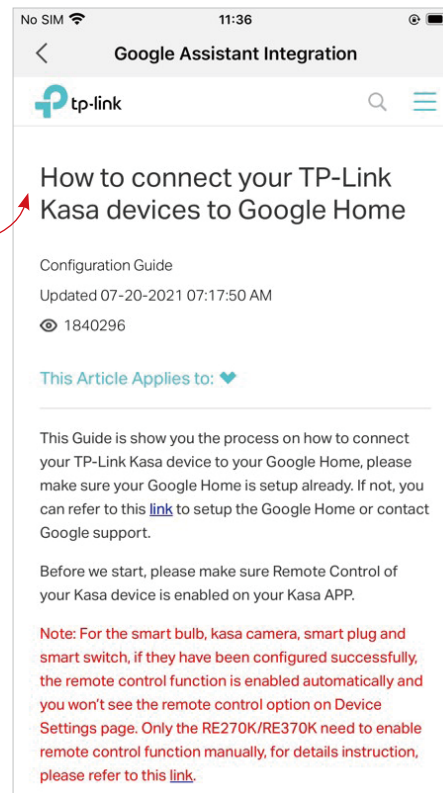 No SIM 11:36
Google Assistant Integration
tp-link
How to connect your TP-Link
Kasa devices to Google Home
Configuration Guide
Updated 07-20-2021 07:17:50 AM
1840296
This Article Applies to:
This Guide is show you the process on how to connect
your TP-Link Kasa device to your Google Home, please
make sure your Google Home is setup already. If not, you
can refer to this link to setup the Google Home or contact
Google support.
Before we start, please make sure Remote Control of
your Kasa device is enabled on your Kasa APP.
Note: For the smart bulb, kasa camera, smart plug and
smart switch, if they have been configured successfully,
the remote control function is enabled automatically and
you won't see the remote control option on Device
Settings page. Only the RE270K/RE370K need to enable
remote control function manually, for details instruction,
please refer to this link.